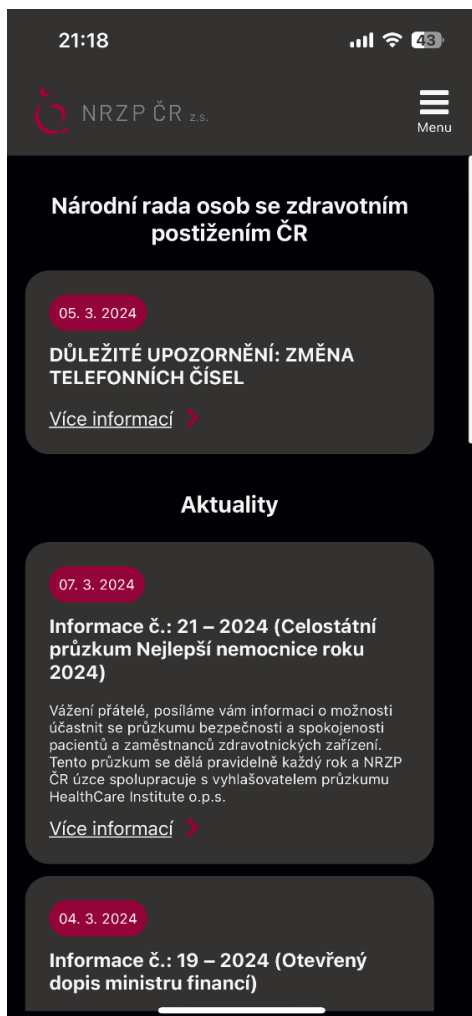 21:18
43
NRZP ČR z.s.
Menu
Národní rada osob se zdravotním
postižením ČR
05. 3. 2024
DŮLEŽITÉ UPOZORNĚNÍ: ZMĚNA
TELEFONNÍCH ČÍSEL
Více informací
Aktuality
07. 3. 2024
Informace č.: 21 – 2024 (Celostátní
průzkum Nejlepší nemocnice roku
2024)
Vážení přátelé, posíláme vám informaci o možnosti
účastnit se průzkumu bezpečnosti a spokojenosti
pacientů a zaměstnanců zdravotnických zařízení.
Tento průzkum se dělá pravidelně každý rok a NRZP
ČR úzce spolupracuje s vyhlašovatelem průzkumu
HealthCare Institute o.p.s.
Více informací
04. 3. 2024
Informace č.: 19 – 2024 (Otevřený
dopis ministru financí)